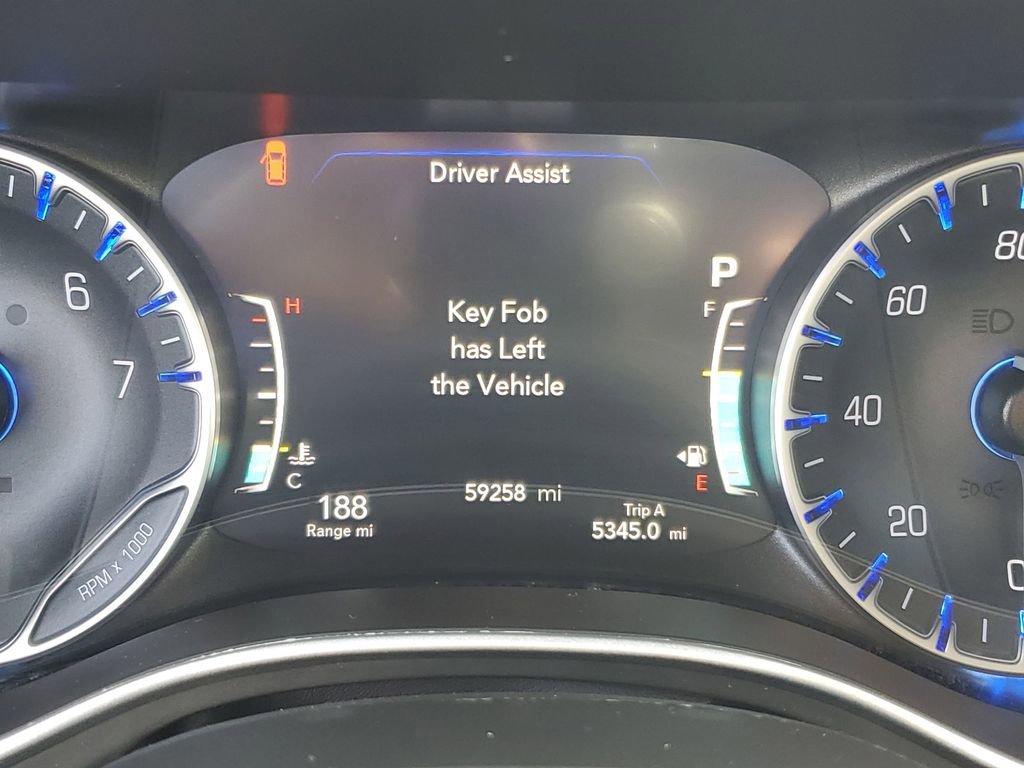 Driver Assist
P
6
H
Key Fob
F
60
80
has Left
7
the Vehicle
40
C
E
188
59258 mi
Trip A
Range mi
5345.0 mi
20
RPM x 1000
0